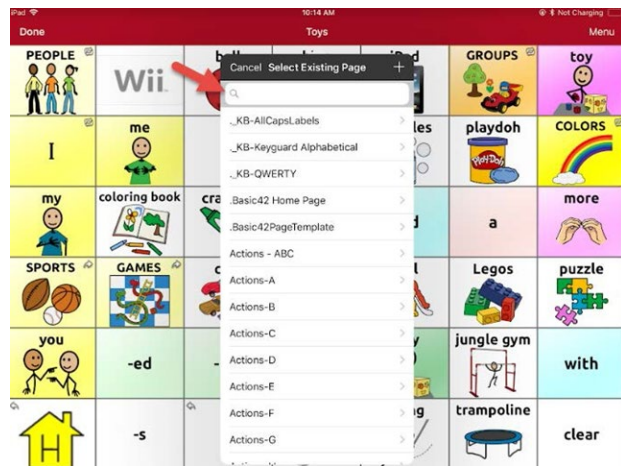 iPad 10:14 AM Not Charging
Done Toys Menu
PEOPLE GROUPS toy
Wii
Cancel Select Existing Page +
I me playdoh COLORS
._KB-AllCapsLabels
._KB-Keyguard Alphabetical
._KB-QWERTY
my coloring book a more
.Basic42 Home Page
.Basic42PageTemplate
Actions - ABC
SPORTS GAMES Legos puzzle
Actions-A
Actions-B
Actions-C
you -ed jungle gym with
Actions-D
Actions-E
Actions-F
H -s trampoline clear
Actions-G